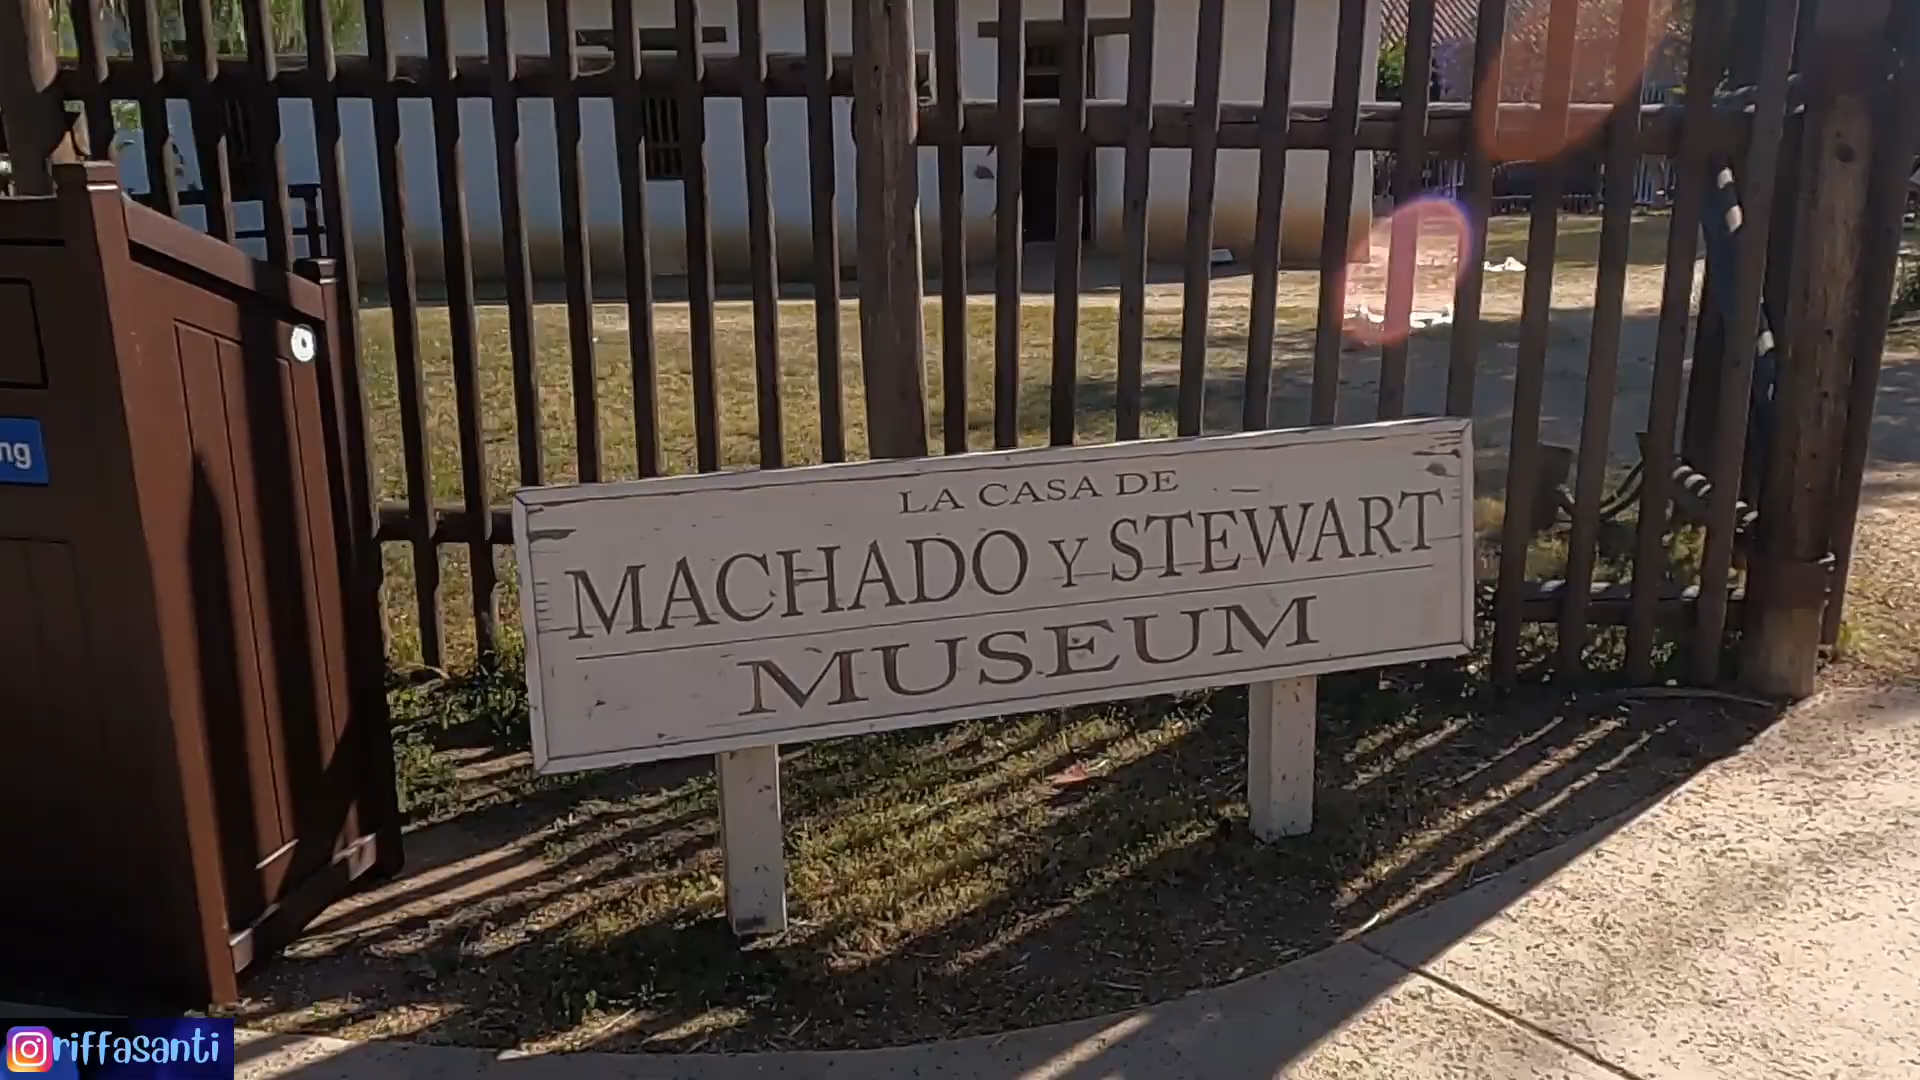 LA CASA DE
MACHADO Y STEWART
MUSEUM
ng
riffasanti